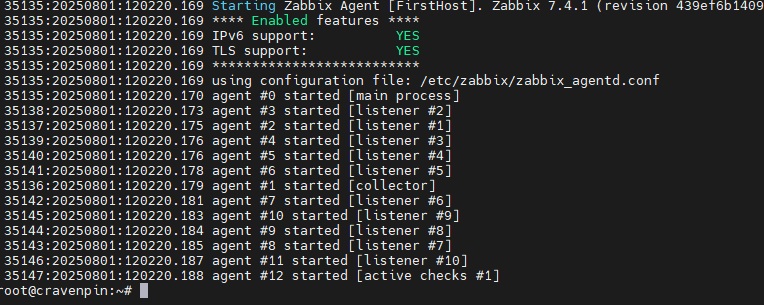 35135:20250801:120220.169 Starting Zabbix Agent [FirstHost]. Zabbix 7.4.1 (revision 439ef6b1409
35135:20250801:120220.169 **** Enabled features ****
35135:20250801:120220.169 IPv6 support:          YES
35135:20250801:120220.169 TLS support:           YES
35135:20250801:120220.169 **************************
35135:20250801:120220.169 using configuration file: /etc/zabbix/zabbix_agentd.conf
35135:20250801:120220.170 agent #0 started [main process]
35138:20250801:120220.173 agent #3 started [listener #2]
35137:20250801:120220.175 agent #2 started [listener #1]
35139:20250801:120220.176 agent #4 started [listener #3]
35140:20250801:120220.176 agent #5 started [listener #4]
35141:20250801:120220.178 agent #6 started [listener #5]
35136:20250801:120220.179 agent #1 started [collector]
35142:20250801:120220.181 agent #7 started [listener #6]
35145:20250801:120220.183 agent #10 started [listener #9]
35144:20250801:120220.184 agent #9 started [listener #8]
35143:20250801:120220.185 agent #8 started [listener #7]
35146:20250801:120220.187 agent #11 started [listener #10]
35147:20250801:120220.188 agent #12 started [active checks #1]
root@cravenpin:~#